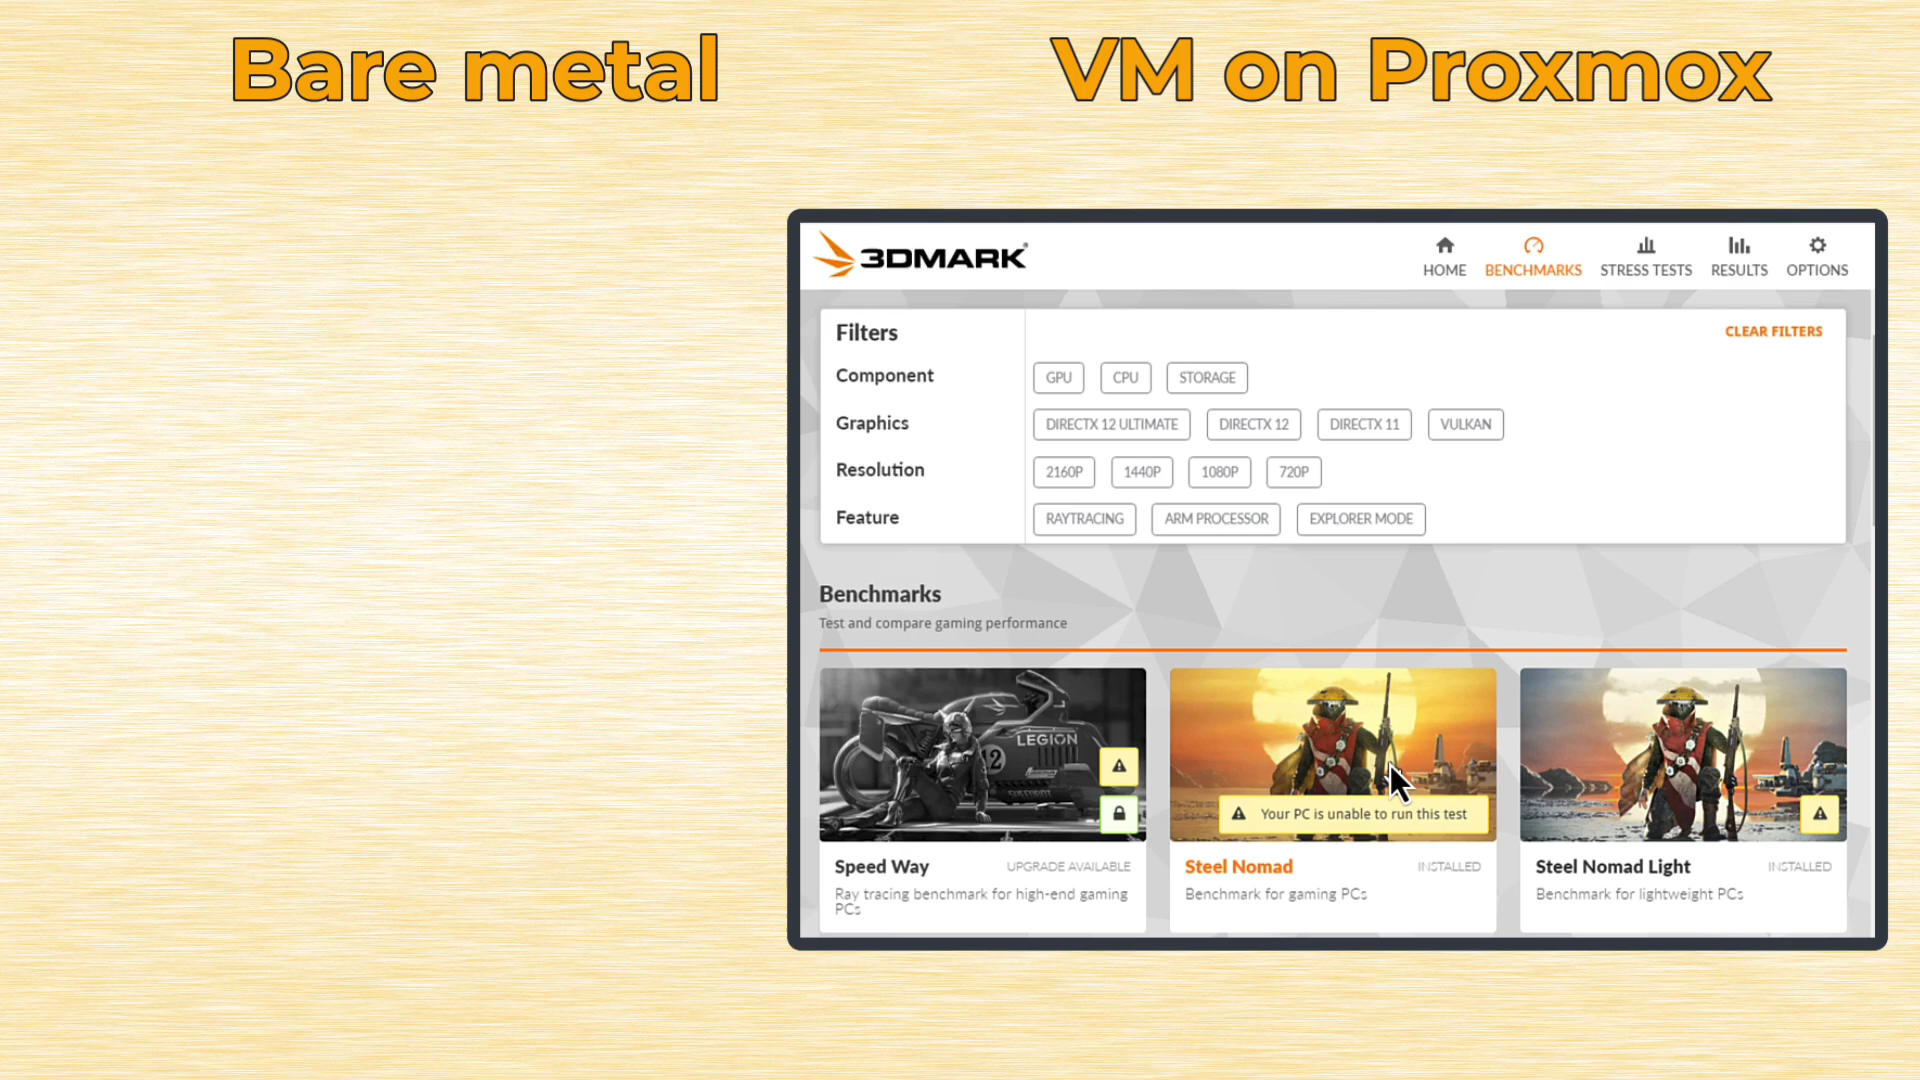 Bare metal
VM on Proxmox
3DMARK
HOME
BENCHMARKS
STRESS TESTS
RESULTS
OPTIONS
Filters
CLEAR FILTERS
Component
GPU
CPU
STORAGE
Graphics
DIRECTX 12 ULTIMATE
DIRECTX 12
DIRECTX 11
VULKAN
Resolution
2160P
1440P
1080P
720P
Feature
RAYTRACING
ARM PROCESSOR
EXPLORER MODE
Benchmarks
Test and compare gaming performance
LEGION
2
Your PC is unable to run this test
Speed Way
UPGRADE AVAILABLE
Ray tracing benchmark for high-end gaming
PCs
Steel Nomad
INSTALLED
Benchmark for gaming PCs
Steel Nomad Light
INSTALLED
Benchmark for lightweight PCs